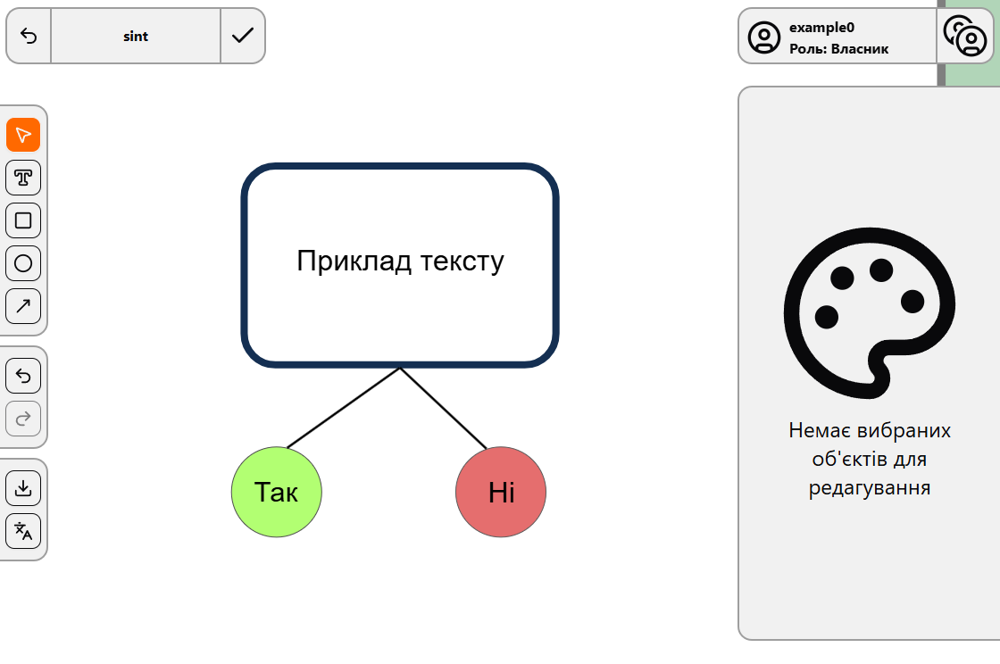 sint
example0
Роль: Власник
Приклад тексту
Так
Ні
Немає вибраних
об'єктів для
редагування